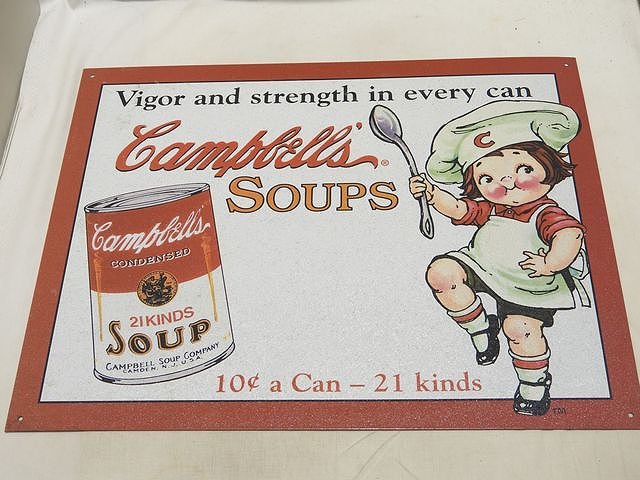 Vigor and strength in every can
Campbell's®
SOUPS
C
Campbell's
CONDENSED
21 KINDS
SOUP
CAMPBELL SOUP COMPANY
CAMDEN, N.J., U.S.A.
10¢ a Can – 21 kinds